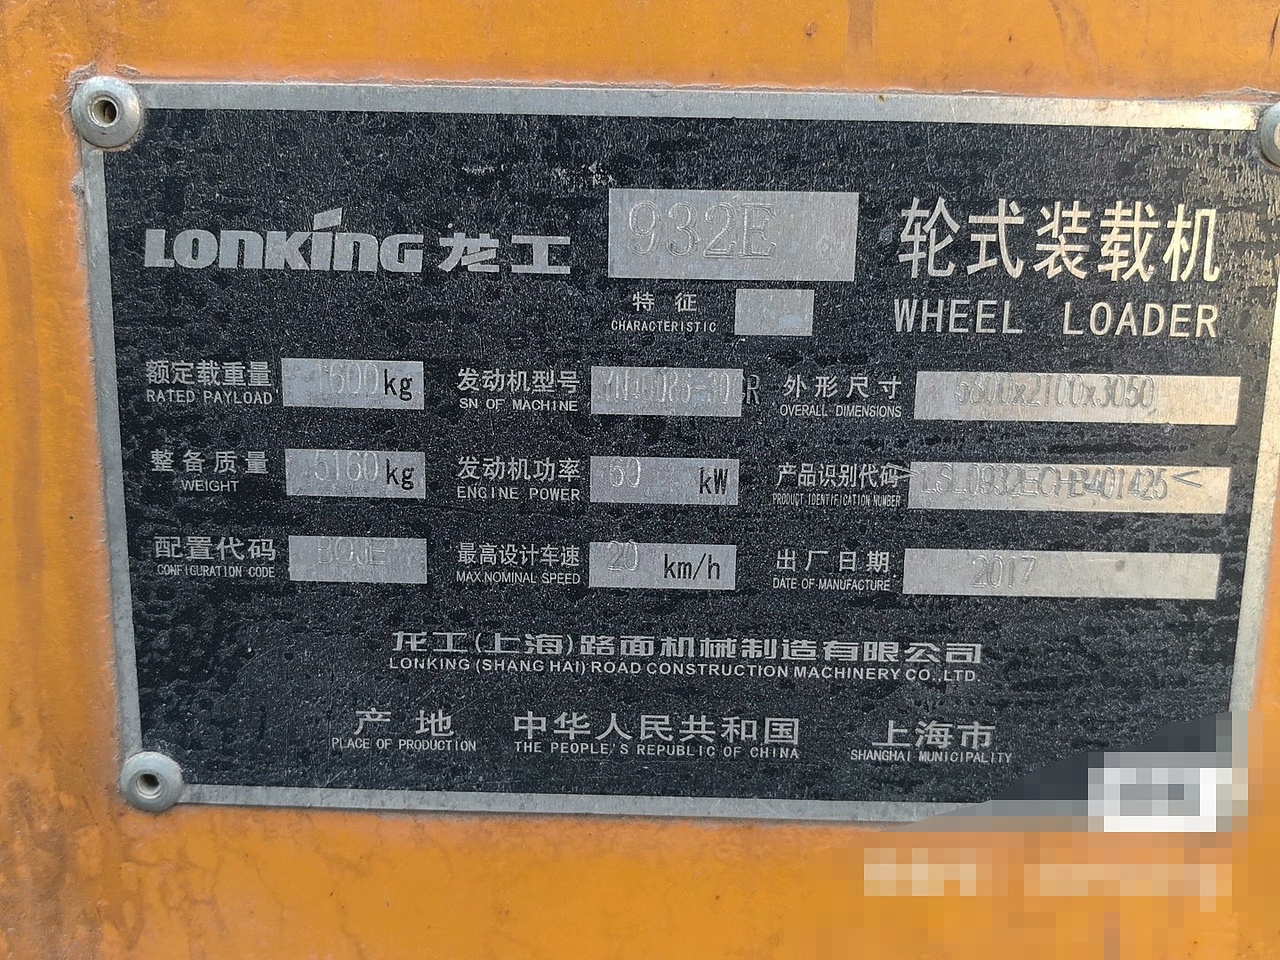 LONKING 龙工 932E 轮式装载机
特征
CHARACTERISTIC
WHEEL LOADER
额定载重量 1600kg 发动机型号 外形尺寸 5800x2100x3050
RATED PAYLOAD SN OF MACHINE OVERALL DIMENSIONS
整备质量 5160kg 发动机功率 60 kW 产品识别代码 LSL0932ECHB401425
WEIGHT ENGINE POWER PRODUCT IDENTIFICATION NUMBER
配置代码 最高设计车速 20 km/h 出厂日期 2017
CONFIGURATION CODE MAX.NOMINAL SPEED DATE OF MANUFACTURE
龙工(上海)路面机械制造有限公司
LONKING (SHANG HAI) ROAD CONSTRUCTION MACHINERY CO.,LTD.
产地 中华人民共和国 上海市
PLACE OF PRODUCTION THE PEOPLE'S REPUBLIC OF CHINA SHANGHAI MUNICIPALITY